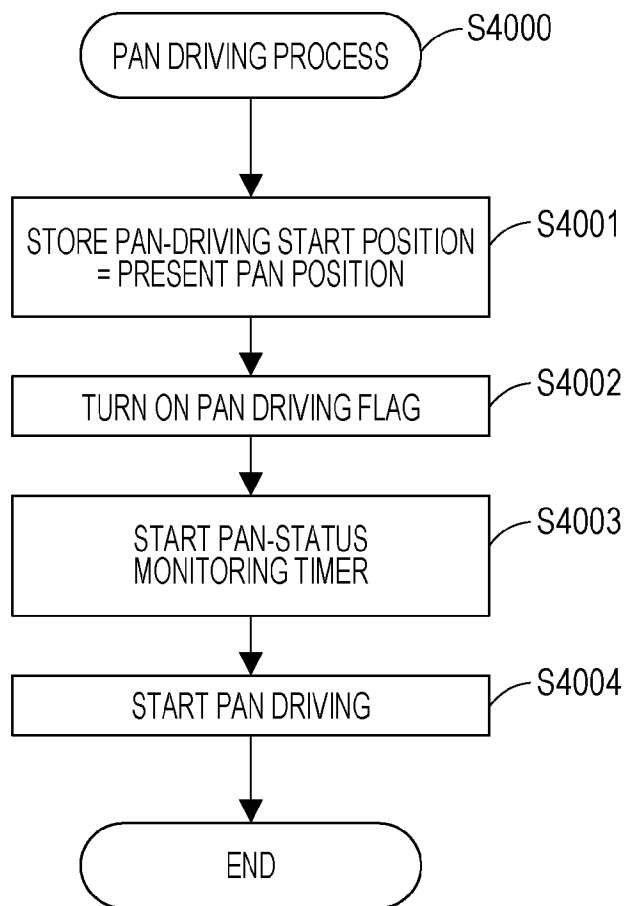 PAN DRIVING PROCESS
S4000
STORE PAN-DRIVING START POSITION
= PRESENT PAN POSITION
S4001
TURN ON PAN DRIVING FLAG
S4002
START PAN-STATUS
MONITORING TIMER
S4003
START PAN DRIVING
S4004
END